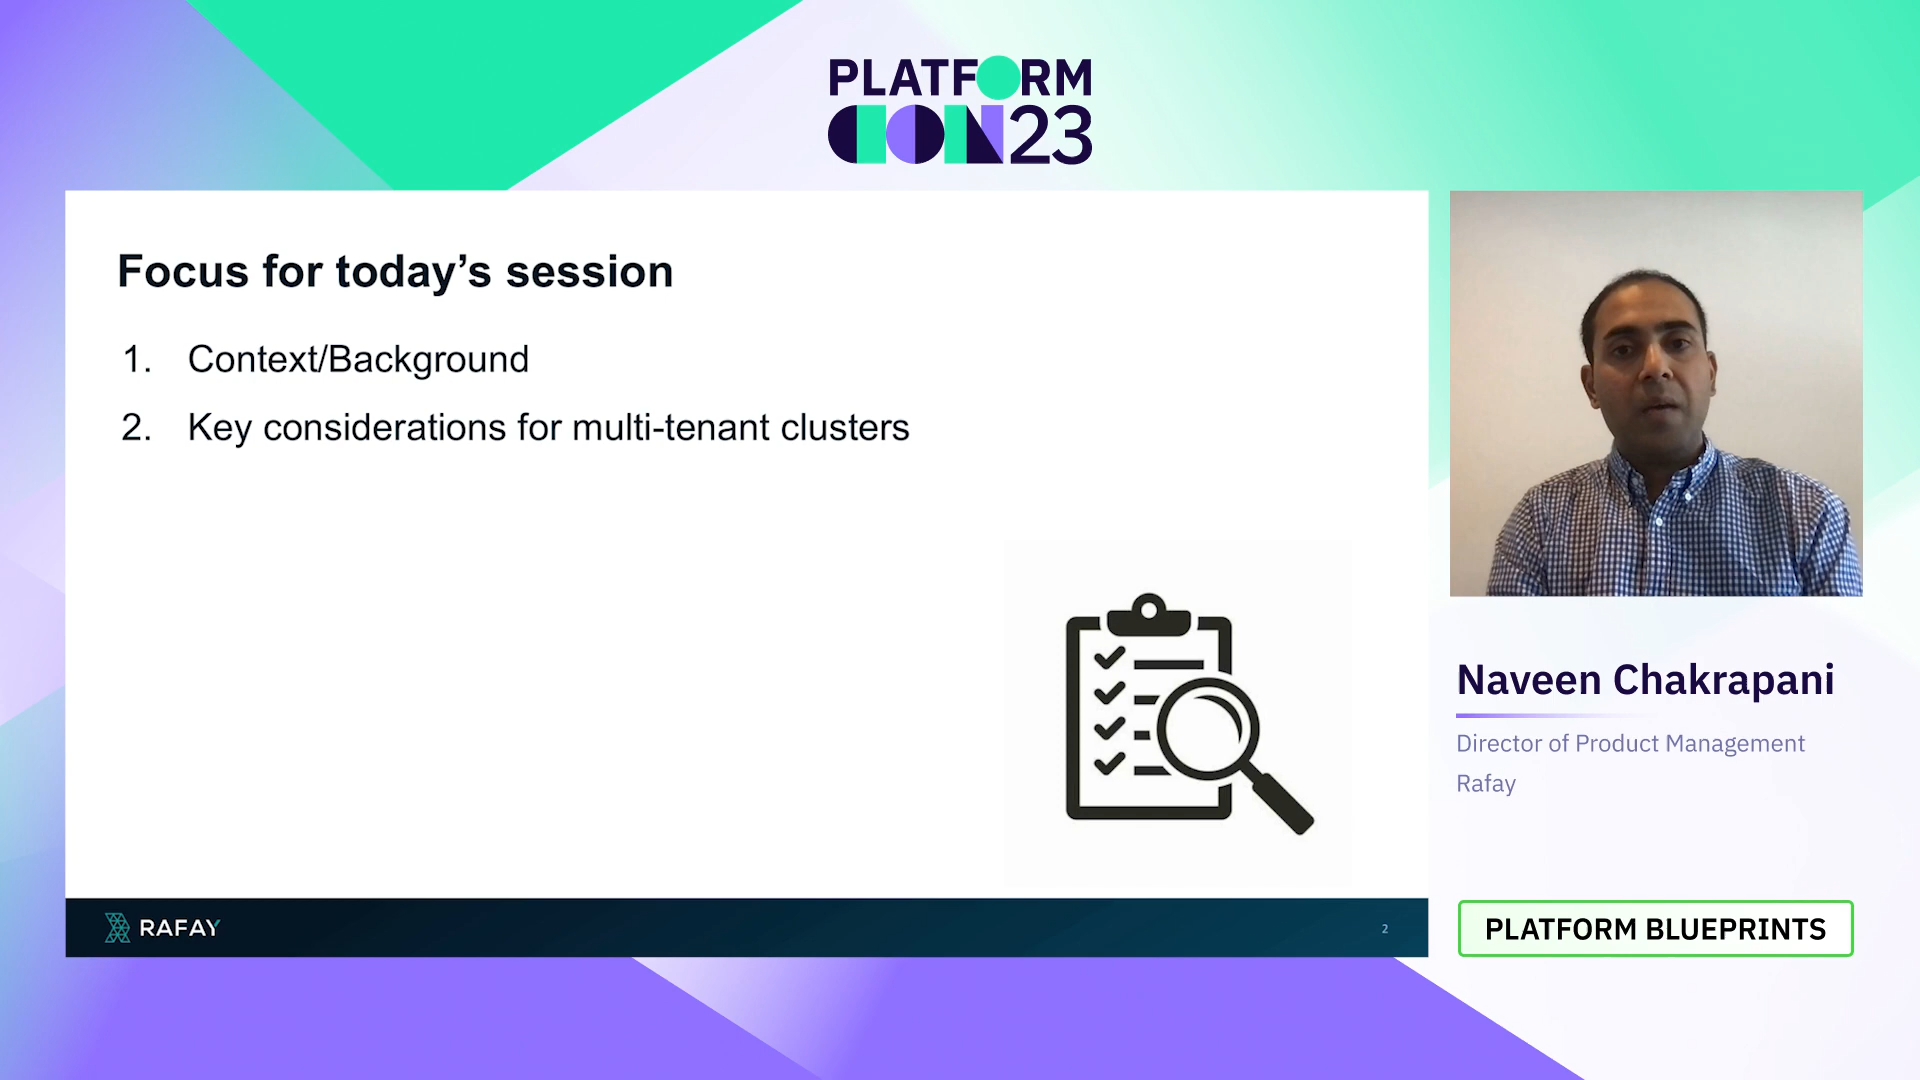 PLATFORM
CON23
Focus for today’s session
1. Context/Background
2. Key considerations for multi-tenant clusters
RAFAY
2
Naveen Chakrapani
Director of Product Management
Rafay
PLATFORM BLUEPRINTS